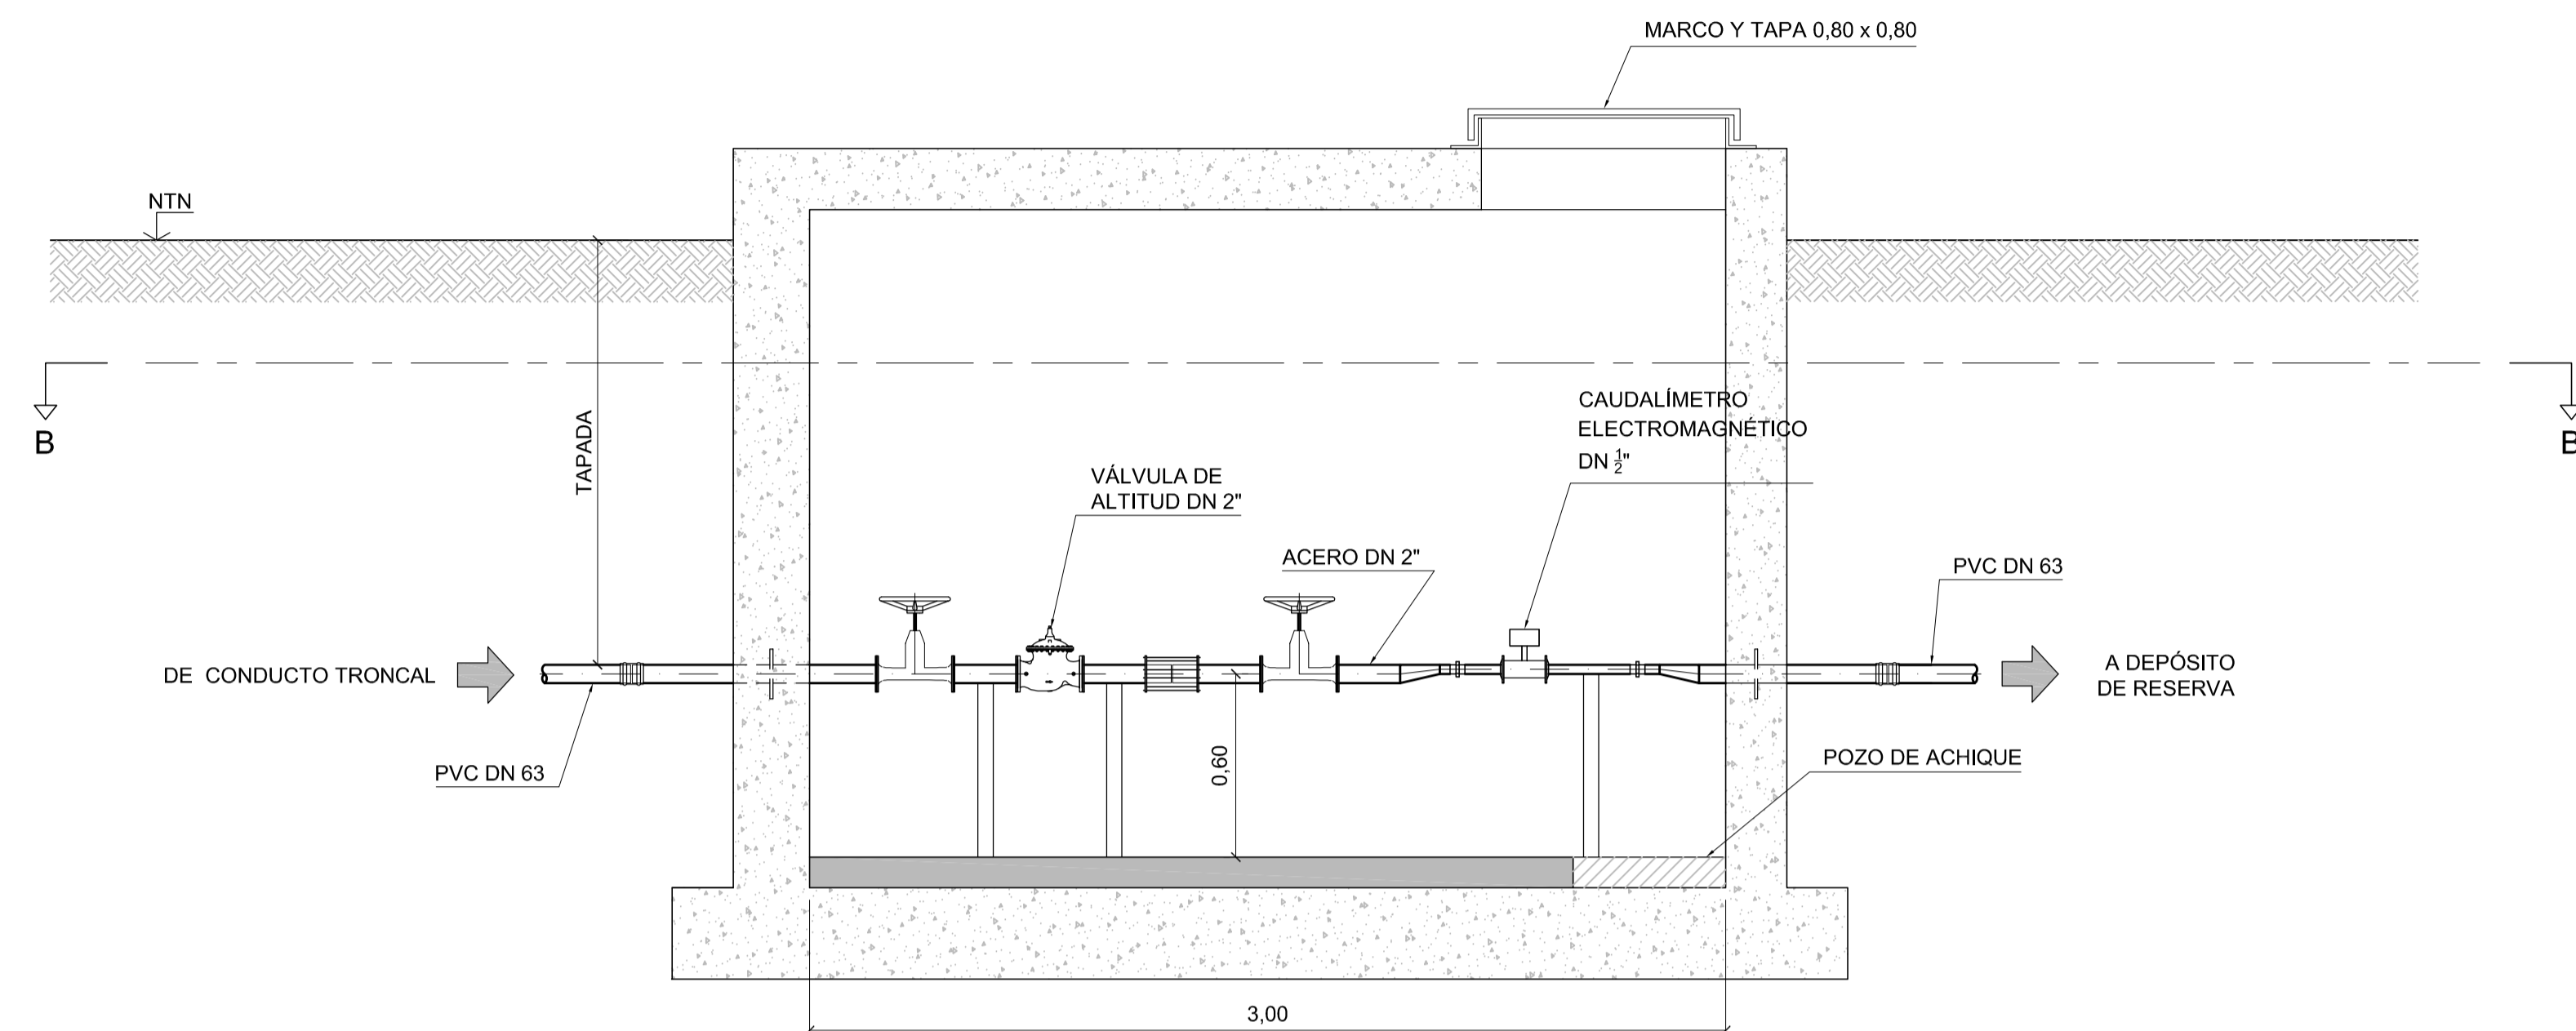 MARCO Y TAPA 0,80 x 0,80
NTN
B
B
TAPADA
CAUDALÍMETRO
ELECTROMAGNÉTICO
DN 1/2"
VÁLVULA DE
ALTITUD DN 2"
ACERO DN 2"
PVC DN 63
DE CONDUCTO TRONCAL
A DEPÓSITO
DE RESERVA
PVC DN 63
0,60
POZO DE ACHIQUE
3,00